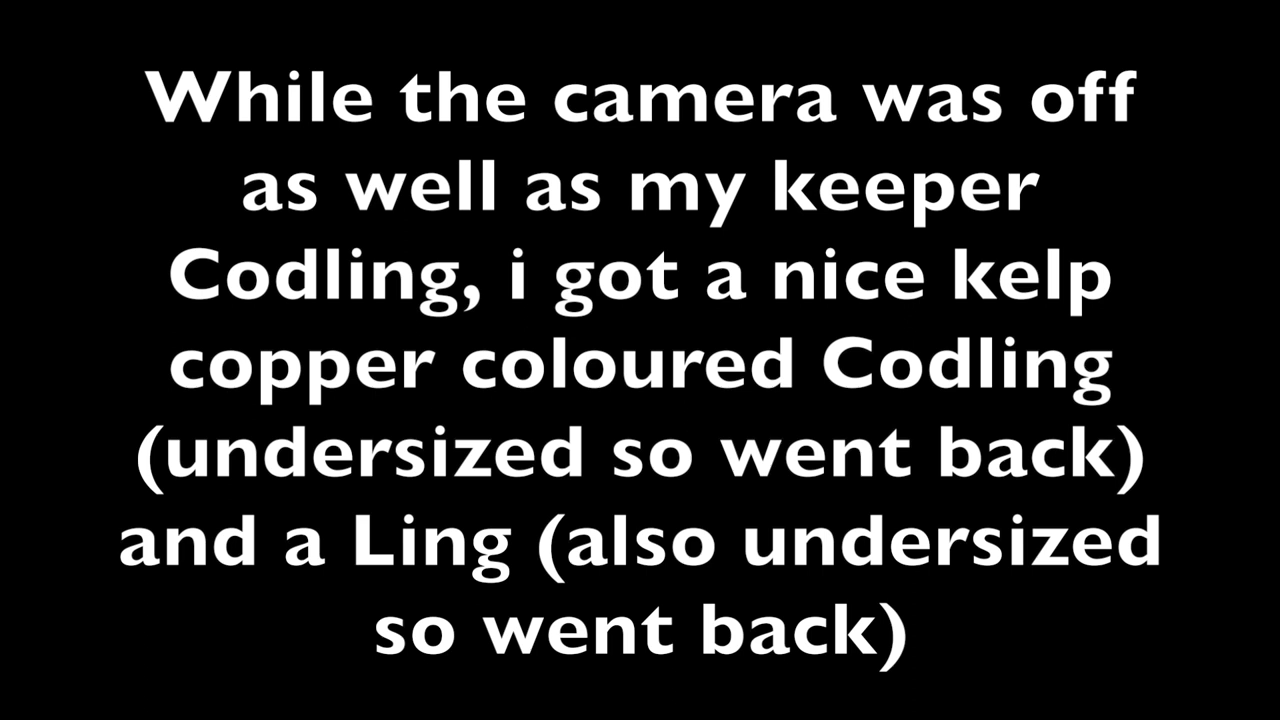 While the camera was off
as well as my keeper
Codling, i got a nice kelp
copper coloured Codling
(undersized so went back)
and a Ling (also undersized
so went back)